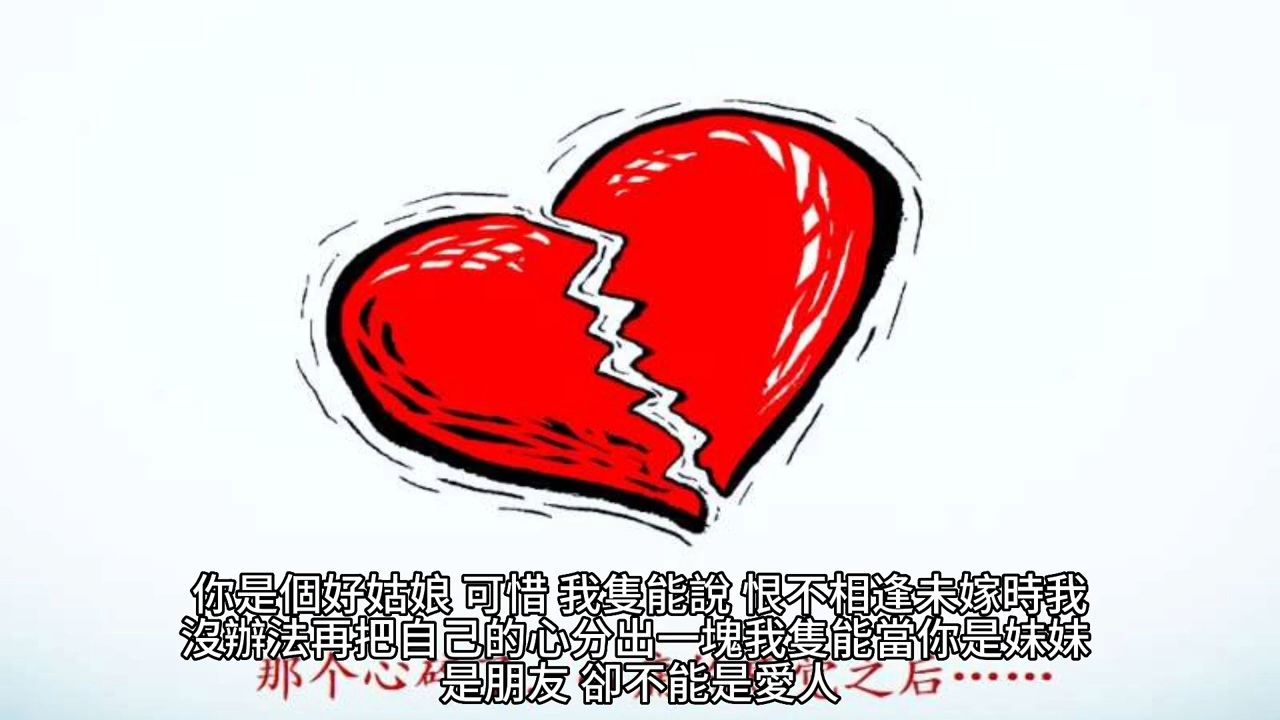 你是個好姑娘 可惜 我隻能說 恨不相逢未嫁時我
沒辦法再把自己的心分出一塊我隻能當你是妹妹
是朋友 卻不能是愛人
那个心碎 之后……